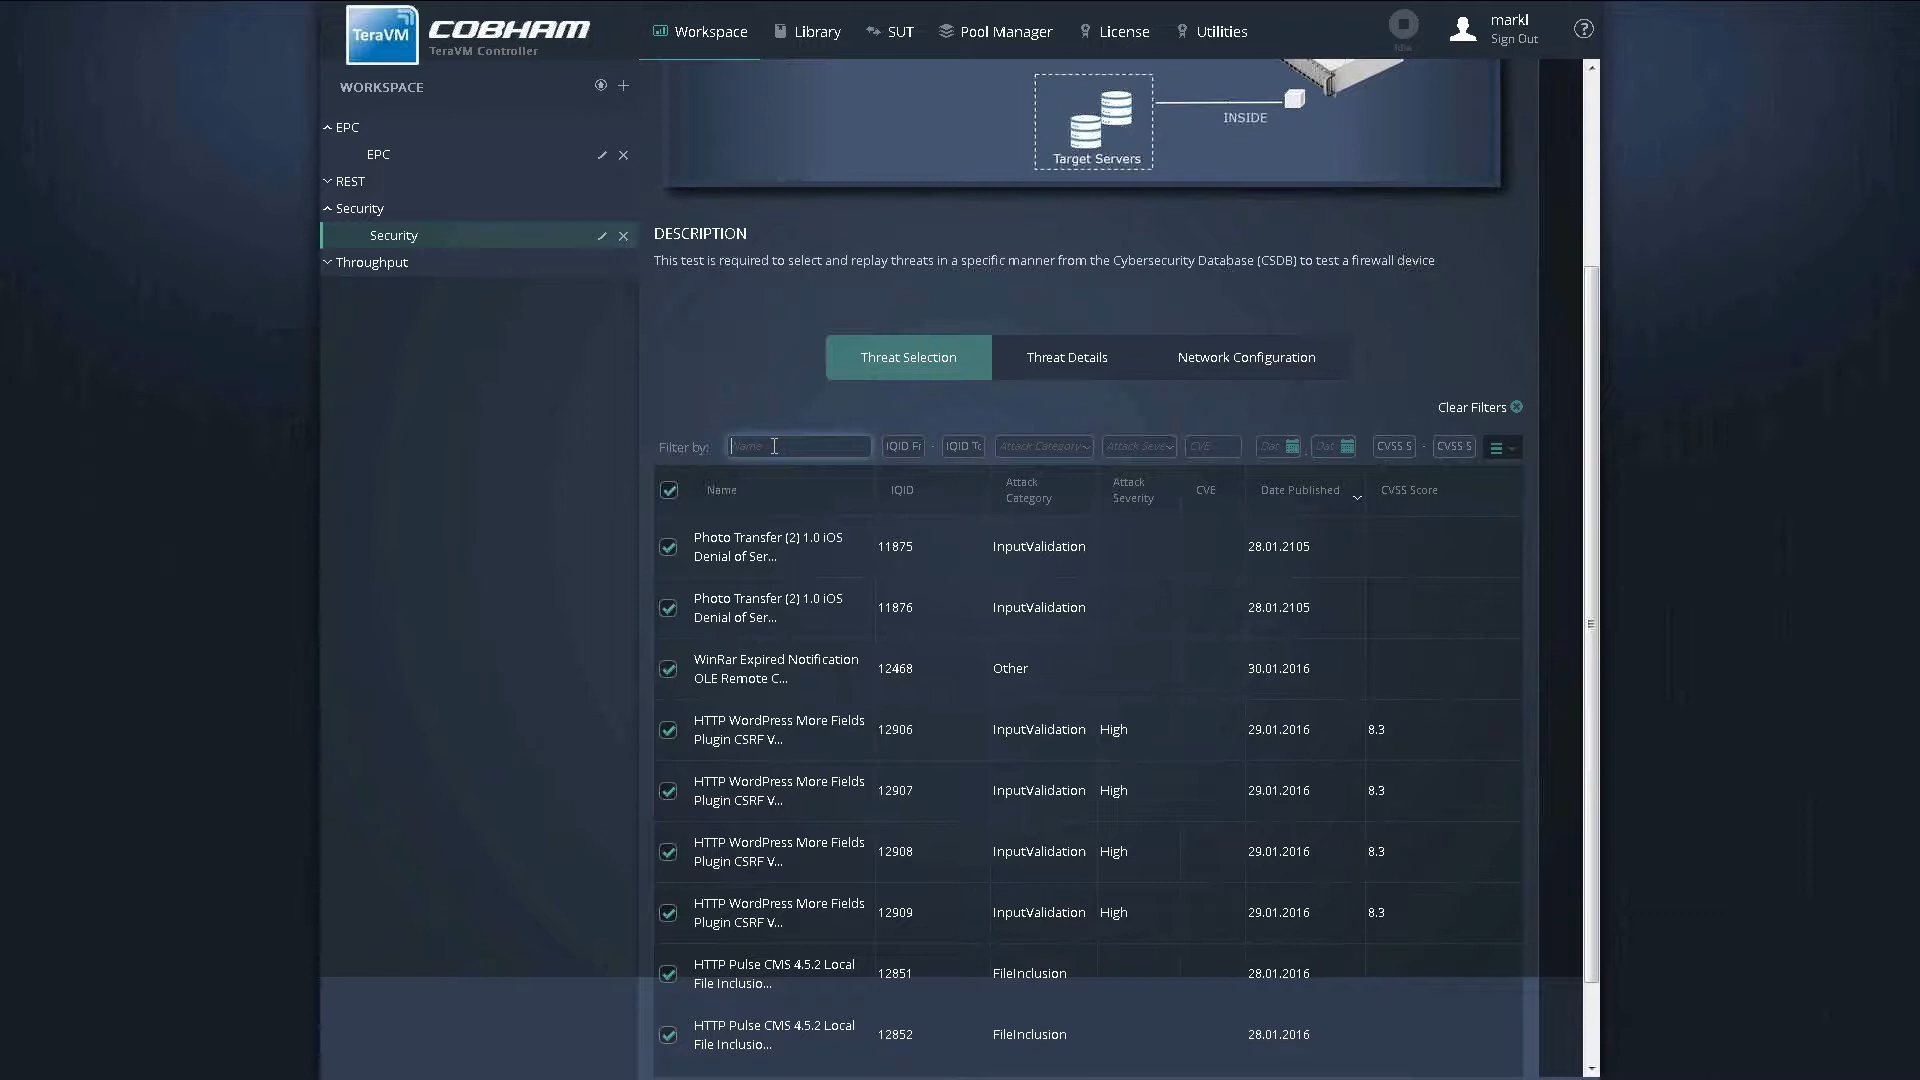 TeraVM
COBHAM
TeraVM Controller
Workspace
Library
SUT
Pool Manager
License
Utilities
Idle
markl
Sign Out
?
WORKSPACE
EPC
EPC
REST
Security
Security
Throughput
INSIDE
Target Servers
DESCRIPTION
This test is required to select and replay threats in a specific manner from the Cybersecurity Database (CSDB) to test a firewall device
Threat Selection
Threat Details
Network Configuration
Clear Filters
Filter by: Name IQID Fr - IQID Tc Attack Category Attack Seve CVE Dat - Dat CVSS S - CVSS S
Name IQID Attack Category Attack Severity CVE Date Published CVSS Score
Photo Transfer (2) 1.0 iOS
Denial of Ser...
11875 InputValidation 28.01.2105
Photo Transfer (2) 1.0 iOS
Denial of Ser...
11876 InputValidation 28.01.2105
WinRar Expired Notification
OLE Remote C...
12468 Other 30.01.2016
HTTP WordPress More Fields
Plugin CSRF V...
12906 InputValidation High 29.01.2016 8.3
HTTP WordPress More Fields
Plugin CSRF V...
12907 InputValidation High 29.01.2016 8.3
HTTP WordPress More Fields
Plugin CSRF V...
12908 InputValidation High 29.01.2016 8.3
HTTP WordPress More Fields
Plugin CSRF V...
12909 InputValidation High 29.01.2016 8.3
HTTP Pulse CMS 4.5.2 Local
File Inclusio...
12851 FileInclusion 28.01.2016
HTTP Pulse CMS 4.5.2 Local
File Inclusio...
12852 FileInclusion 28.01.2016